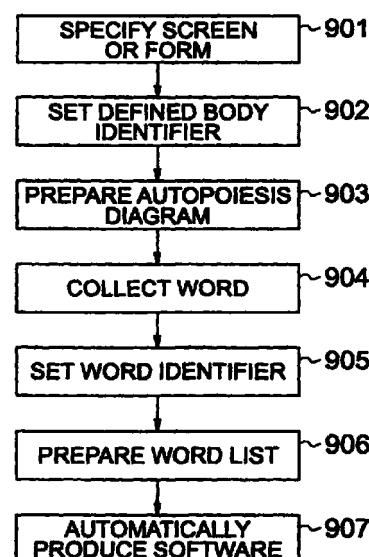 SPECIFY SCREEN
OR FORM
901
SET DEFINED BODY
IDENTIFIER
902
PREPARE AUTOPOIESIS
DIAGRAM
903
COLLECT WORD
904
SET WORD IDENTIFIER
905
PREPARE WORD LIST
906
AUTOMATICALLY
PRODUCE SOFTWARE
907